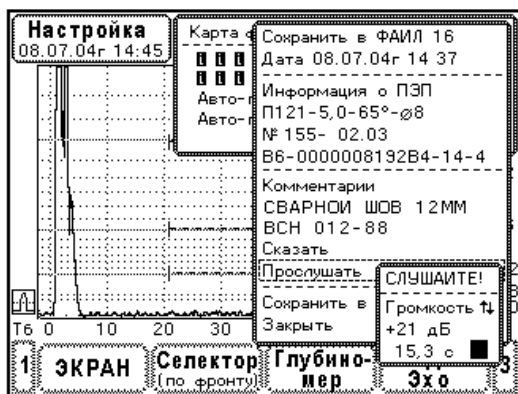 Настройка
08.07.04г 14:45
Карта
Авто-
Авто-
Сохранить в ФАИЛ 16
Дата 08.07.04г 14 37
Информация о ПЭП
П121-5,0-65°-ø8
№ 155- 02.03
В6-0000008192В4-14-4
Комментарии
СВАРНОИ ШОВ 12ММ
ВСН 012-88
Сказать
Прослушать
Сохранить в
Закрыть
СЛУШАИТЕ!
Громкость ↑↓
+21 дБ
15,3 с
Т6 0 10 20 30
1 ЭКРАН
Селектор
(по фронту)
Глубино-
мер
Эхо
3